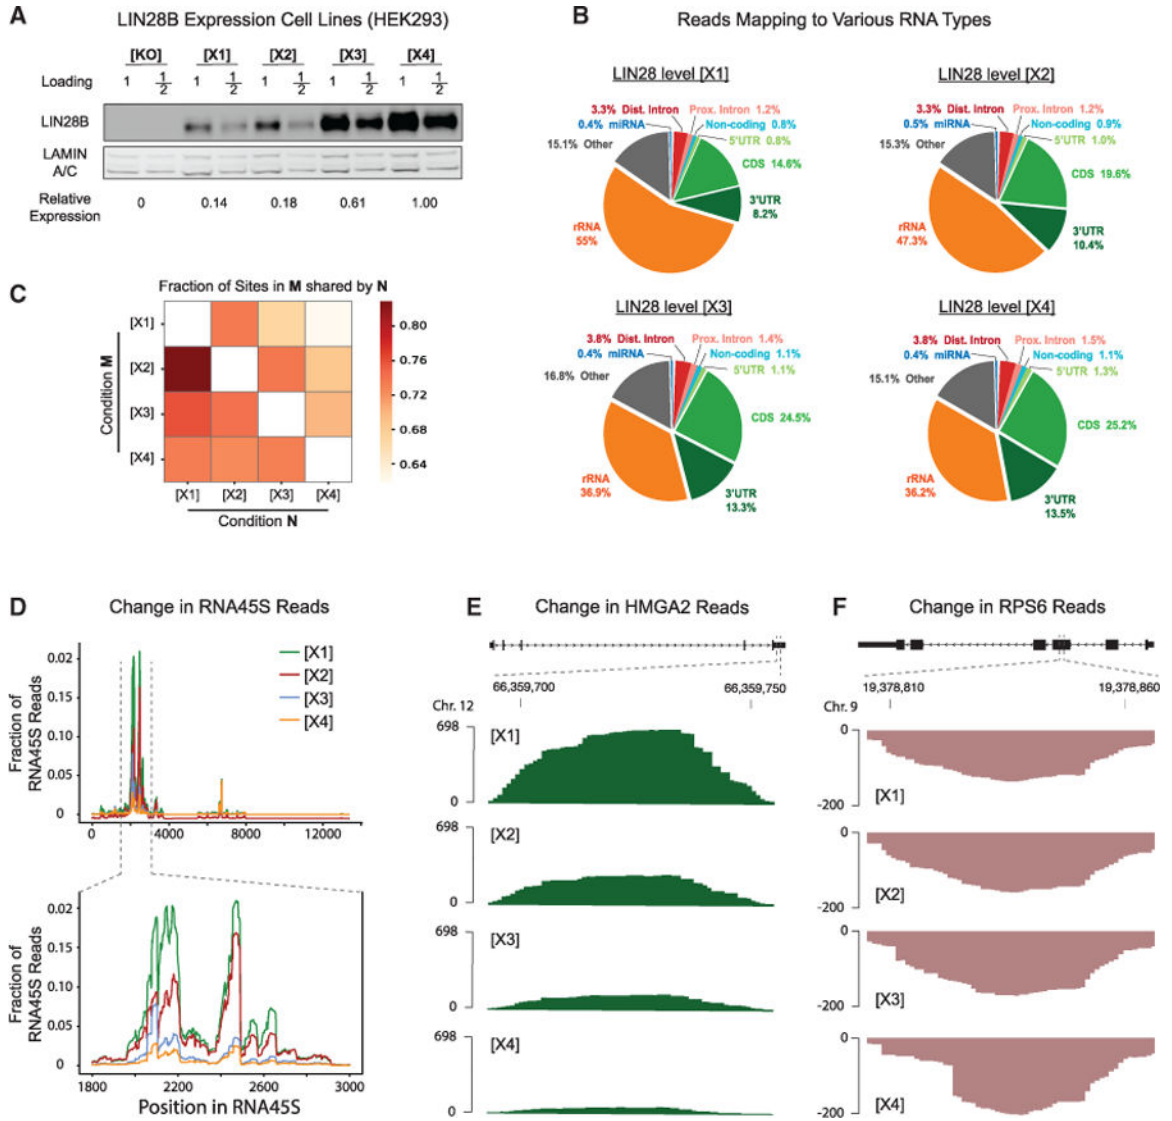 A
LIN28B Expression Cell Lines (HEK293)
[KO] [X1] [X2] [X3] [X4]
Loading 1 1/2 1 1/2 1 1/2 1 1/2 1 1/2
LIN28B
LAMIN
A/C
Relative
Expression 0 0.14 0.18 0.61 1.00
B
Reads Mapping to Various RNA Types
LIN28 level [X1]
3.3% Dist. Intron
Prox. Intron 1.2%
0.4% miRNA
Non-coding 0.8%
15.1% Other
5'UTR 0.8%
CDS 14.6%
3'UTR
8.2%
rRNA
55%
LIN28 level [X2]
3.3% Dist. Intron
Prox. Intron 1.2%
0.5% miRNA
Non-coding 0.9%
15.3% Other
5'UTR 1.0%
CDS 19.6%
3'UTR
10.4%
rRNA
47.3%
LIN28 level [X3]
3.8% Dist. Intron
Prox. Intron 1.4%
0.4% miRNA
Non-coding 1.1%
16.8% Other
5'UTR 1.1%
CDS 24.5%
rRNA
36.9%
3'UTR
13.3%
LIN28 level [X4]
3.8% Dist. Intron
Prox. Intron 1.5%
0.4% miRNA
Non-coding 1.1%
15.1% Other
5'UTR 1.3%
CDS 25.2%
rRNA
36.2%
3'UTR
13.5%
C
Fraction of Sites in M shared by N
[X1]
[X2]
[X3]
[X4]
Condition M
[X1] [X2] [X3] [X4]
Condition N
0.80
0.76
0.72
0.68
0.64
D
Change in RNA45S Reads
Fraction of
RNA45S Reads
0.02
0.15
0.01
0.05
0
[X1]
[X2]
[X3]
[X4]
0 4000 8000 12000
Fraction of
RNA45S Reads
0.02
0.15
0.01
0.05
0
1800 2200 2600 3000
Position in RNA45S
E
Change in HMGA2 Reads
66,359,700 66,359,750
Chr. 12
698
[X1]
0
698
[X2]
0
698
[X3]
0
698
[X4]
0
F
Change in RPS6 Reads
19,378,810 19,378,860
Chr. 9
0
-200
[X1]
0
-200
[X2]
0
-200
[X3]
0
-200
[X4]